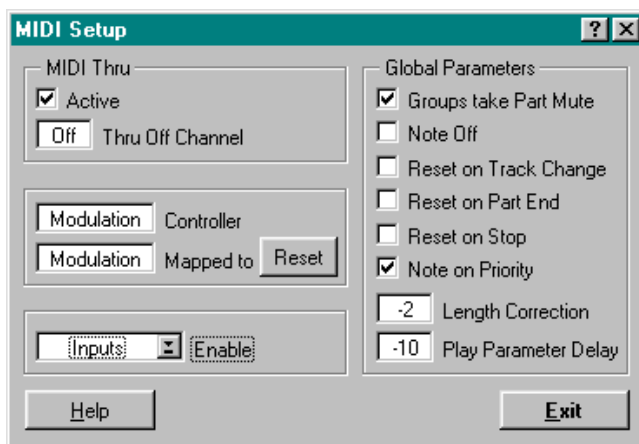 MIDI Setup
MIDI Thru
Active
Off Thru Off Channel
Modulation Controller
Modulation Mapped to Reset
Inputs Enable
Help
Global Parameters
Groups take Part Mute
Note Off
Reset on Track Change
Reset on Part End
Reset on Stop
Note on Priority
-2 Length Correction
-10 Play Parameter Delay
Exit